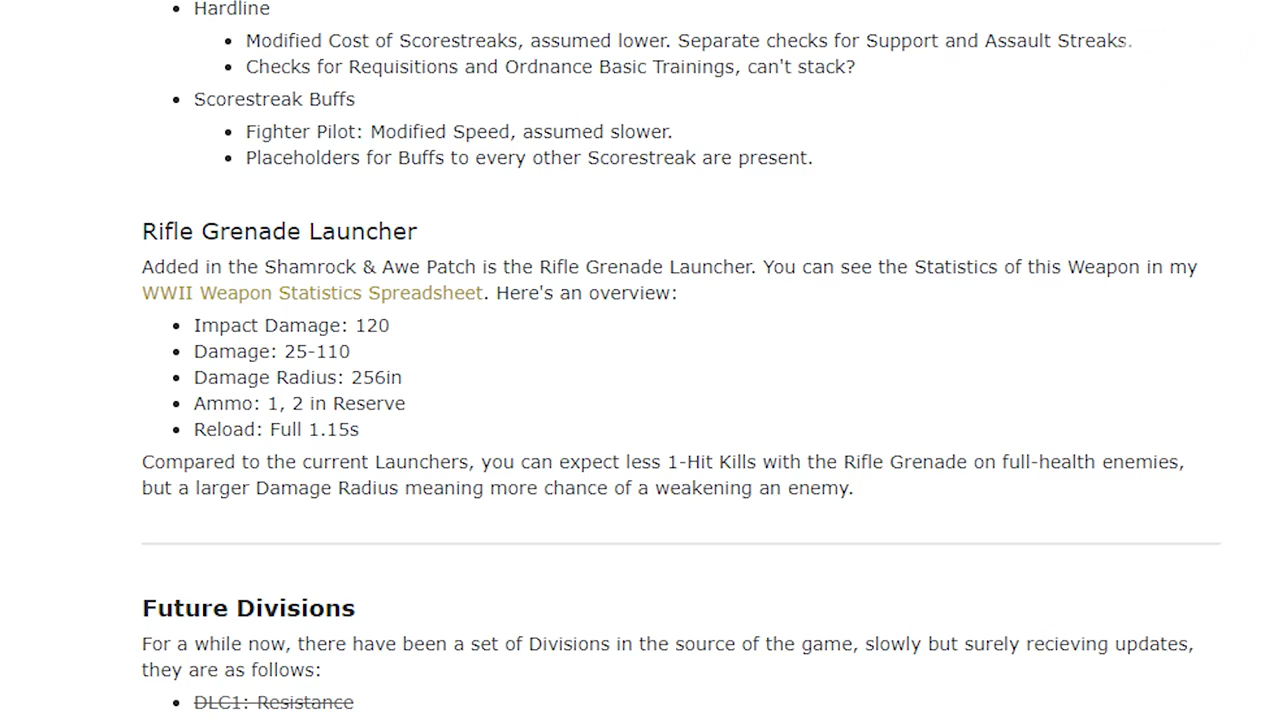 Hardline
Modified Cost of Scorestreaks, assumed lower. Separate checks for Support and Assault Streaks.
Checks for Requisitions and Ordnance Basic Trainings, can't stack?
Scorestreak Buffs
Fighter Pilot: Modified Speed, assumed slower.
Placeholders for Buffs to every other Scorestreak are present.
Rifle Grenade Launcher
Added in the Shamrock & Awe Patch is the Rifle Grenade Launcher. You can see the Statistics of this Weapon in my
WWII Weapon Statistics Spreadsheet. Here's an overview:
Impact Damage: 120
Damage: 25-110
Damage Radius: 256in
Ammo: 1, 2 in Reserve
Reload: Full 1.15s
Compared to the current Launchers, you can expect less 1-Hit Kills with the Rifle Grenade on full-health enemies,
but a larger Damage Radius meaning more chance of a weakening an enemy.
Future Divisions
For a while now, there have been a set of Divisions in the source of the game, slowly but surely recieving updates,
they are as follows:
DLC1: Resistance